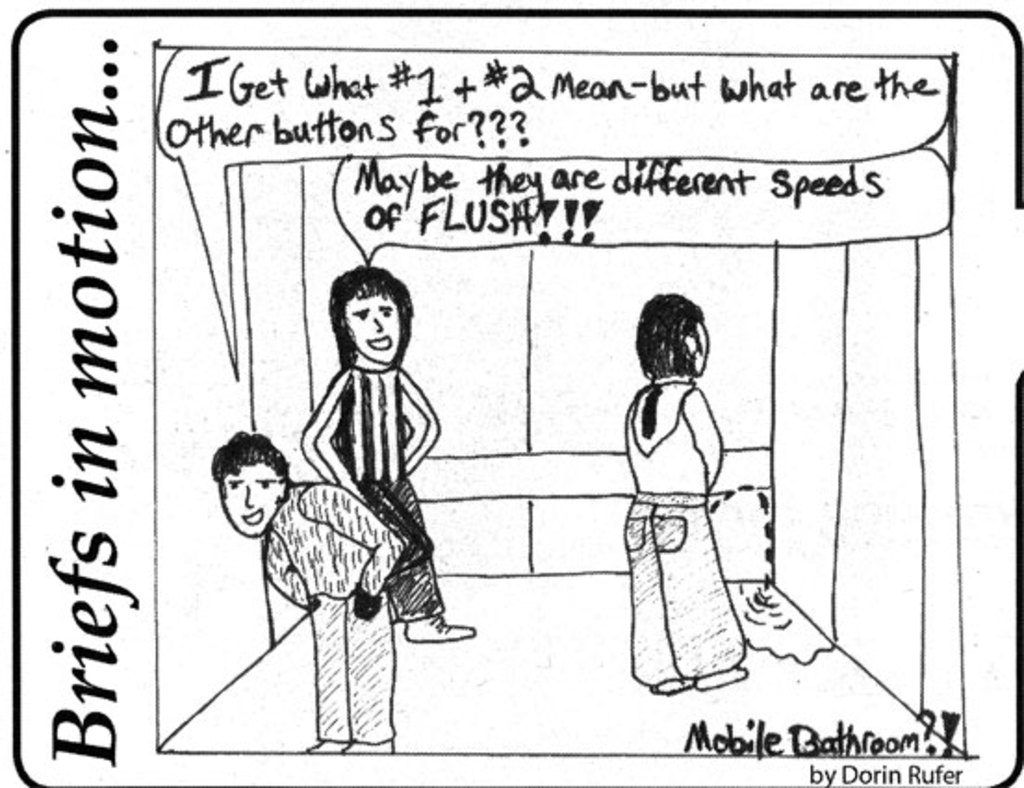 Briefs in motion...
I Get what #1 + #2 Mean-but what are the
Other buttons for???
Maybe they are different speeds
of FLUSH!!!
Mobile Bathroom?!
by Dorin Rufer